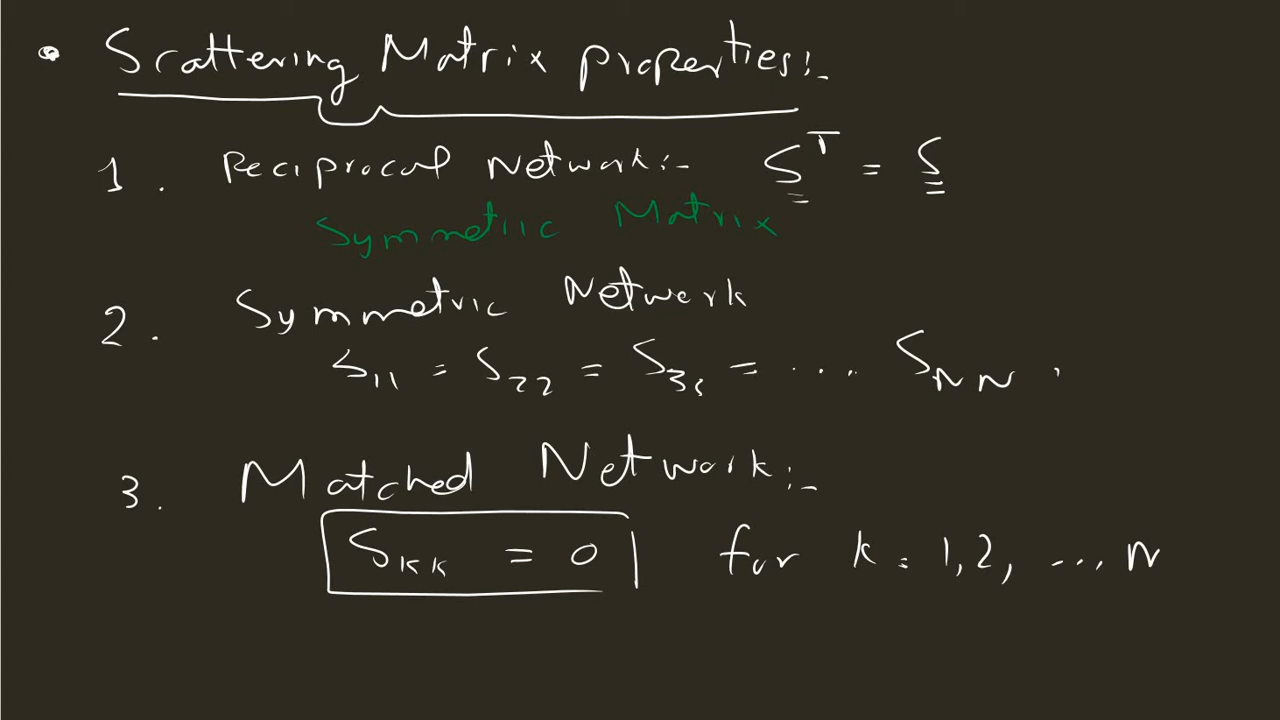 • Scattering Matrix properties:-
1. Reciprocal Network:- S^T = S
Symmetric Matrix
2. Symmetric Network
S11 = S22 = S33 = .... SNN .
3. Matched Network:-
SKK = 0 for k = 1,2, ... N